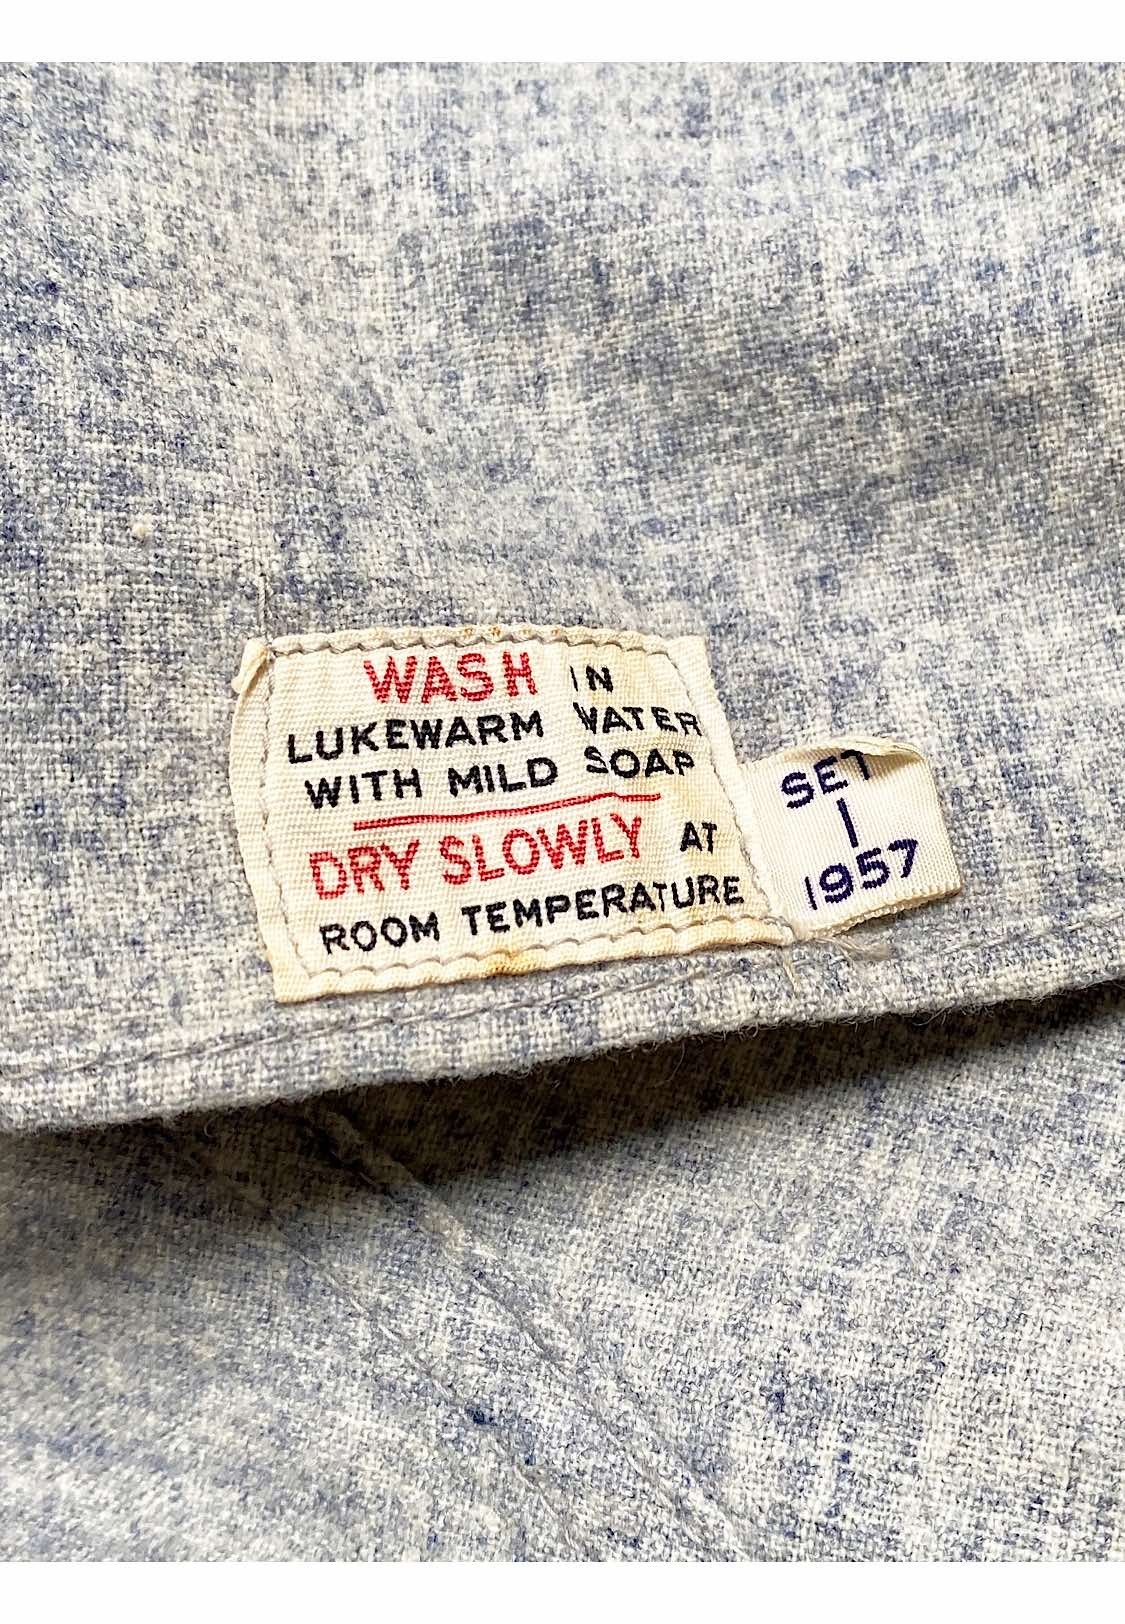 WASH IN
LUKEWARM WATER
WITH MILD SOAP
DRY SLOWLY AT
ROOM TEMPERATURE
SET
1
1957